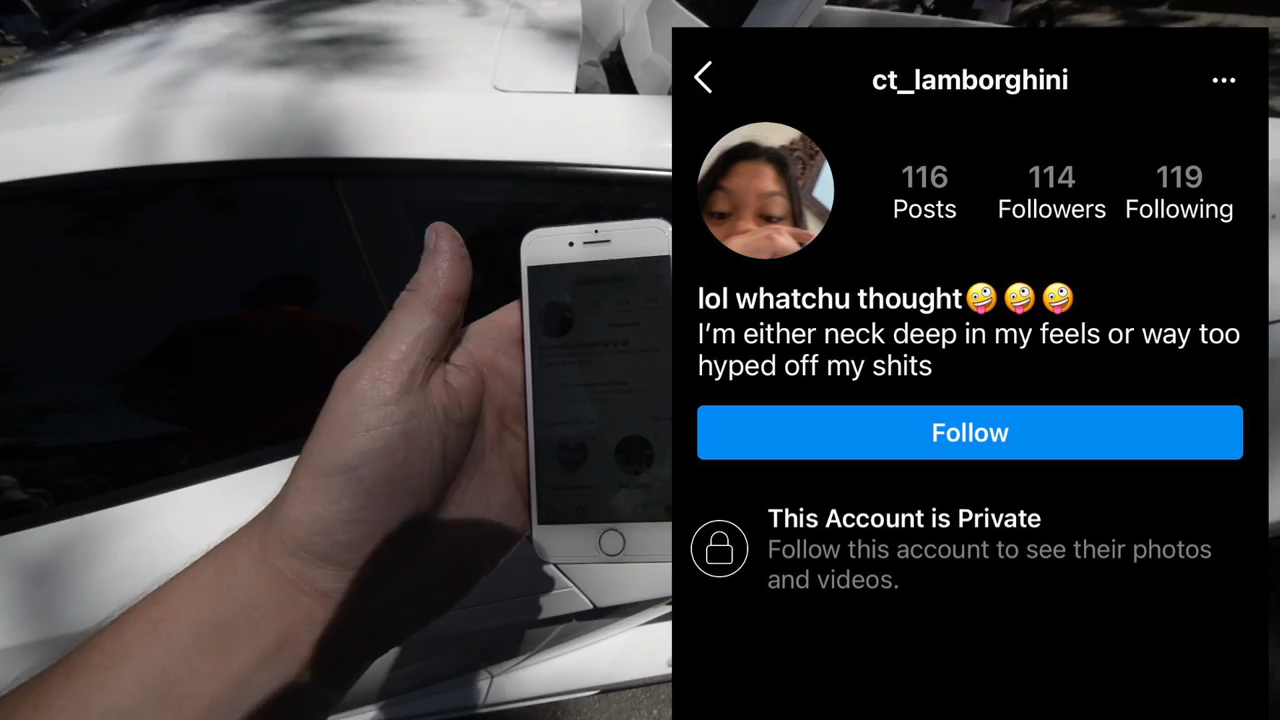 ct_lamborghini
116
114
119
Posts
Followers
Following
lol whatchu thought🤪🤪🤪
I’m either neck deep in my feels or way too
hyped off my shits
Follow
This Account is Private
Follow this account to see their photos
and videos.